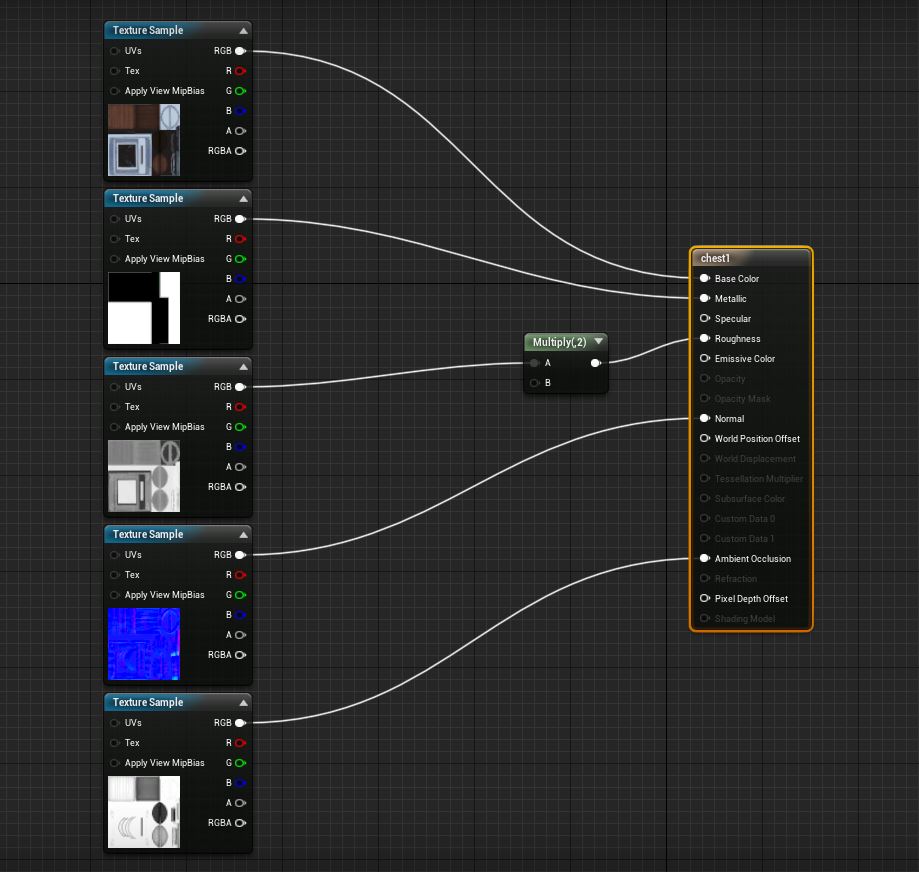 Texture Sample
UVs RGB
Tex R
Apply View MipBias G
B
A
RGBA
Texture Sample
UVs RGB
Tex R
Apply View MipBias G
B
A
RGBA
Texture Sample
UVs RGB
Tex R
Apply View MipBias G
B
A
RGBA
Texture Sample
UVs RGB
Tex R
Apply View MipBias G
B
A
RGBA
Texture Sample
UVs RGB
Tex R
Apply View MipBias G
B
A
RGBA
Multiply(,2)
A
B
chest1
Base Color
Metallic
Specular
Roughness
Emissive Color
Opacity
Opacity Mask
Normal
World Position Offset
World Displacement
Tessellation Multiplier
Subsurface Color
Custom Data 0
Custom Data 1
Ambient Occlusion
Refraction
Pixel Depth Offset
Shading Model